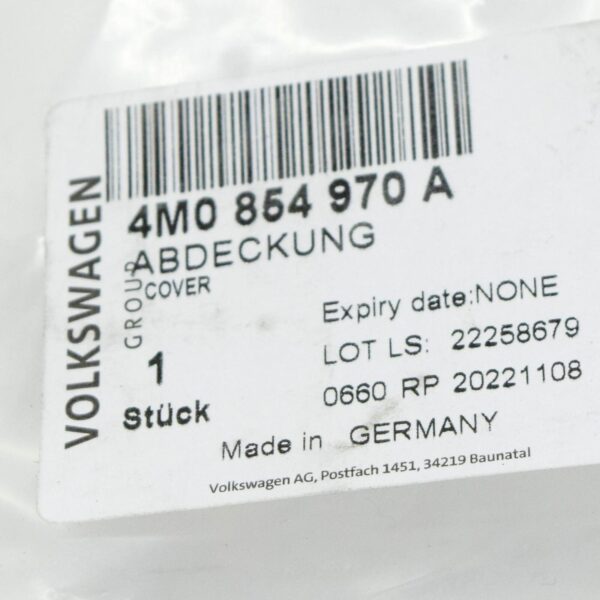 VOLKSWAGEN
GROUP
4M0 854 970 A
ABDECKUNG
COVER
1
Stück
Expiry date:NONE
LOT LS: 22258679
0660 RP 20221108
Made in GERMANY
Volkswagen AG, Postfach 1451, 34219 Baunatal